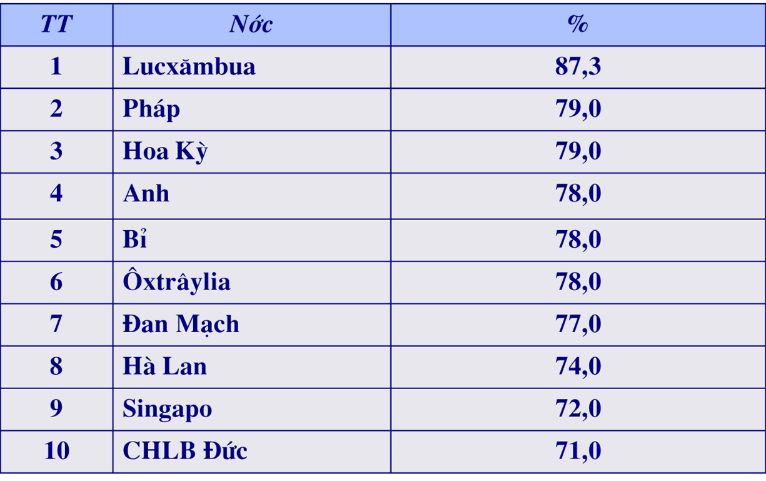 TT Nớc %
1 Lucxămbua 87,3
2 Pháp 79,0
3 Hoa Kỳ 79,0
4 Anh 78,0
5 Bỉ 78,0
6 Ôxtrâylia 78,0
7 Đan Mạch 77,0
8 Hà Lan 74,0
9 Singapo 72,0
10 CHLB Đức 71,0